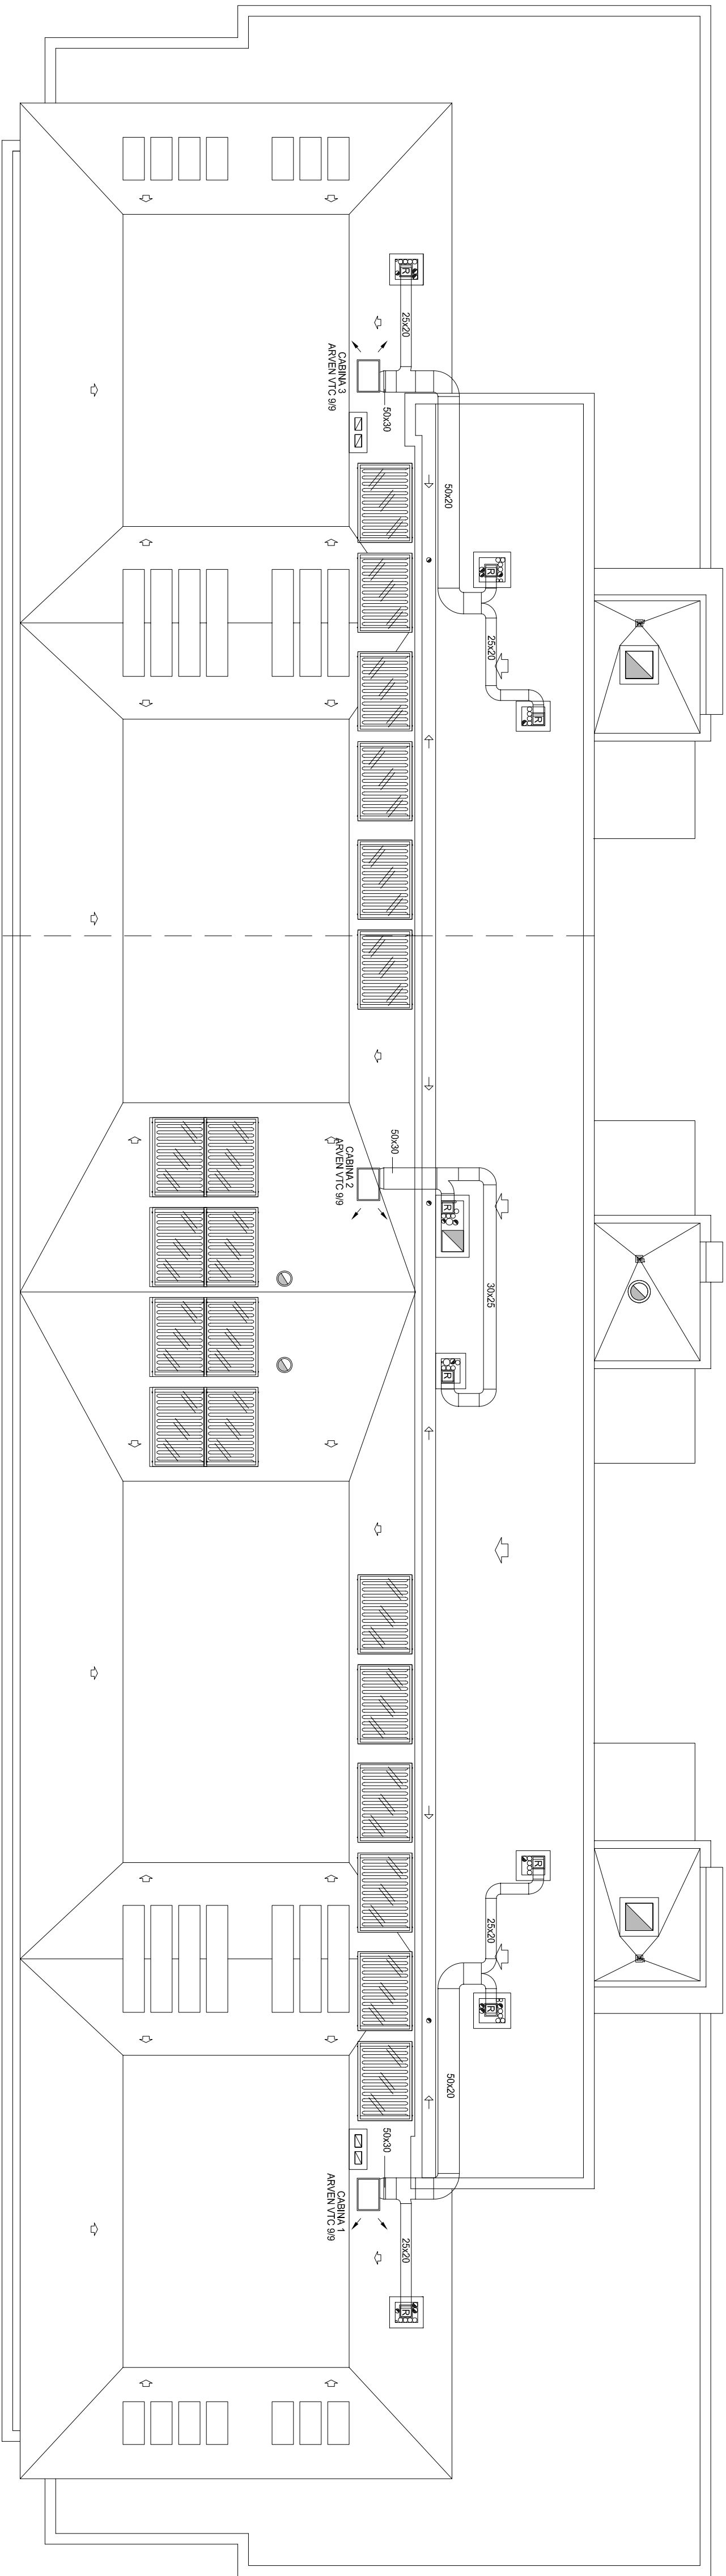 R
25x20
CABINA 3
ARVEN VTC 9/9
50x30
50x20
R
25x20
R
50x30
CABINA 2
ARVEN VTC 9/9
R
30x25
R
R
25x20
R
50x20
50x30
CABINA 1
ARVEN VTC 9/9
25x20
R